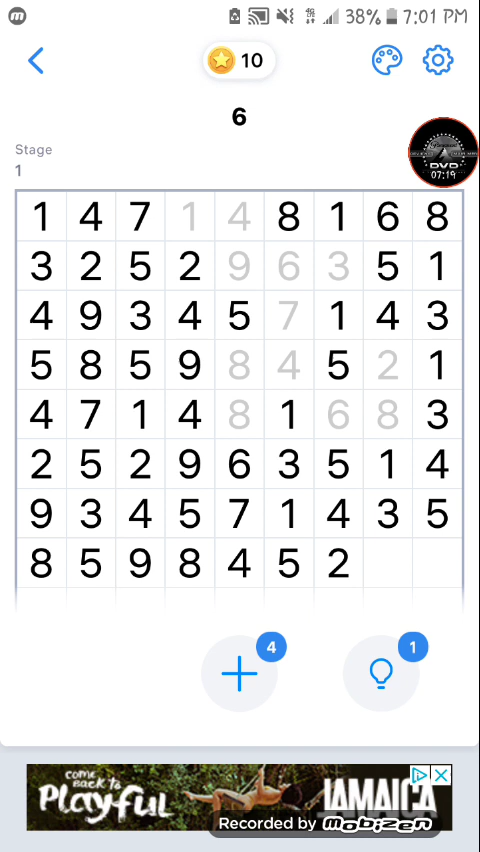 m 38% 7:01 PM
10
6
Stage
1
DVD
07:19
1 4 7 1 4 8 1 6 8
3 2 5 2 9 6 3 5 1
4 9 3 4 5 7 1 4 3
5 8 5 9 8 4 5 2 1
4 7 1 4 8 1 6 8 3
2 5 2 9 6 3 5 1 4
9 3 4 5 7 1 4 3 5
8 5 9 8 4 5 2
4 1
COME
BACK TO
PLayfuL
JAMAICA
Recorded by mobizen